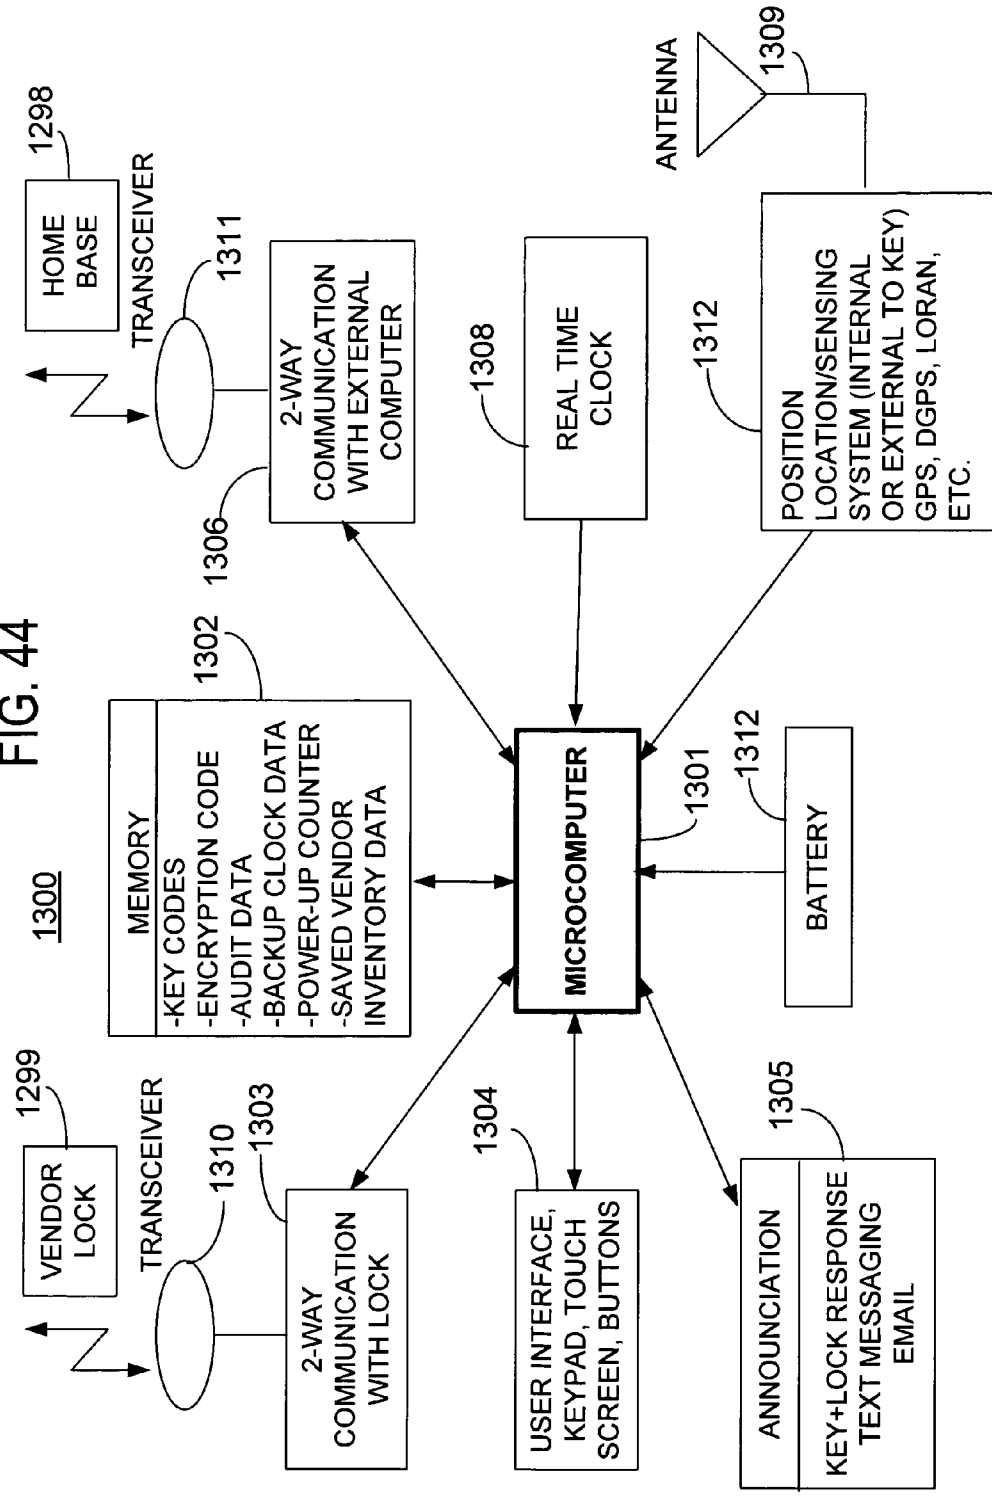 FIG. 44
1300
VENDOR
LOCK
1299
TRANSCEIVER
1310
1303
2-WAY
COMMUNICATION
WITH LOCK
MEMORY
-KEY CODES
-ENCRYPTION CODE
-AUDIT DATA
-BACKUP CLOCK DATA
-POWER-UP COUNTER
-SAVED VENDOR
INVENTORY DATA
1302
HOME
BASE
1298
TRANSCEIVER
1311
1306
2-WAY
COMMUNICATION
WITH EXTERNAL
COMPUTER
USER INTERFACE,
KEYPAD, TOUCH
SCREEN, BUTTONS
1304
MICROCOMPUTER
1301
REAL TIME
CLOCK
1308
ANNOUNCIATION
KEY+LOCK RESPONSE
TEXT MESSAGING
EMAIL
1305
BATTERY
1312
POSITION
LOCATION/SENSING
SYSTEM (INTERNAL
OR EXTERNAL TO KEY)
GPS, DGPS, LORAN,
ETC.
1312
ANTENNA
1309